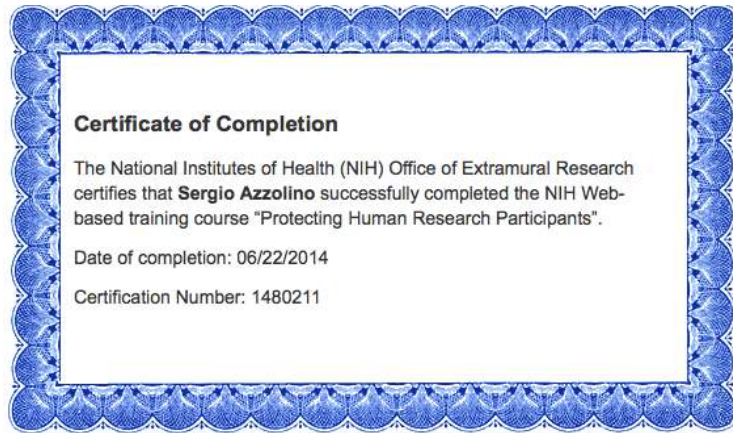 Certificate of Completion
The National Institutes of Health (NIH) Office of Extramural Research
certifies that Sergio Azzolino successfully completed the NIH Web-
based training course "Protecting Human Research Participants".
Date of completion: 06/22/2014
Certification Number: 1480211